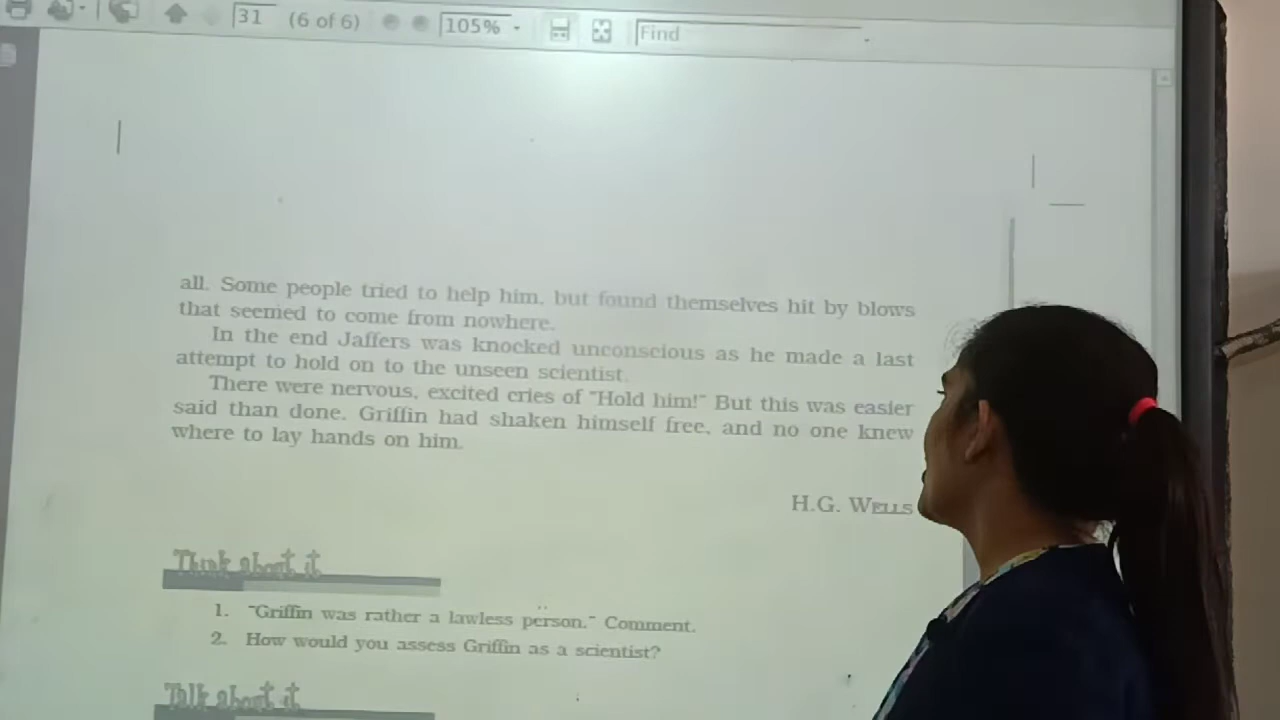 31 (6 of 6) 105% Find
all. Some people tried to help him, but found themselves hit by blows
that seemed to come from nowhere.
In the end Jaffers was knocked unconscious as he made a last
attempt to hold on to the unseen scientist.
There were nervous, excited cries of "Hold him!" But this was easier
said than done. Griffin had shaken himself free, and no one knew
where to lay hands on him.
H.G. WELLS
Think about it
1. "Griffin was rather a lawless person." Comment.
2. How would you assess Griffin as a scientist?
Talk about it